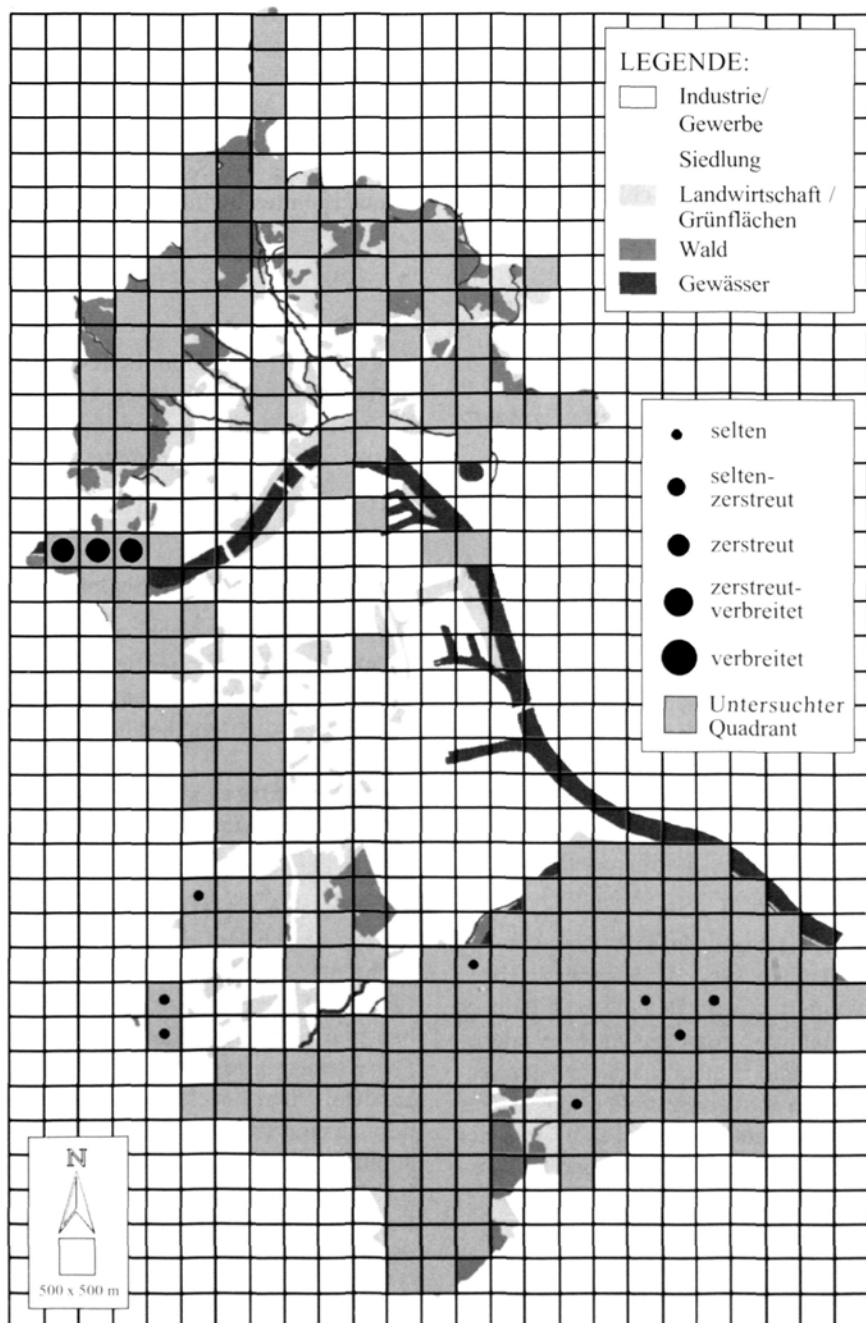 LEGENDE:
Industrie/
Gewerbe
Siedlung
Landwirtschaft /
Grünflächen
Wald
Gewässer
selten
selten-
zerstreut
zerstreut
zerstreut-
verbreitet
verbreitet
Untersuchter
Quadrant
N
500 x 500 m